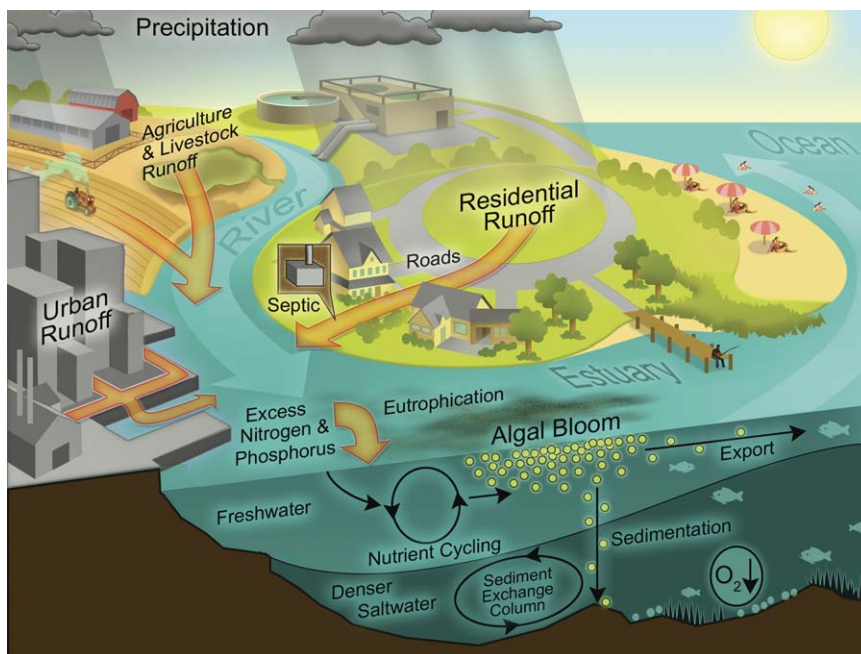 Precipitation
Agriculture
& Livestock
Runoff
Ocean
River
Residential
Runoff
Roads
Septic
Urban
Runoff
Estuary
Excess
Nitrogen &
Phosphorus
Eutrophication
Algal Bloom
Export
Freshwater
Nutrient Cycling
Sedimentation
Denser
Saltwater
Sediment
Exchange
Column
O₂